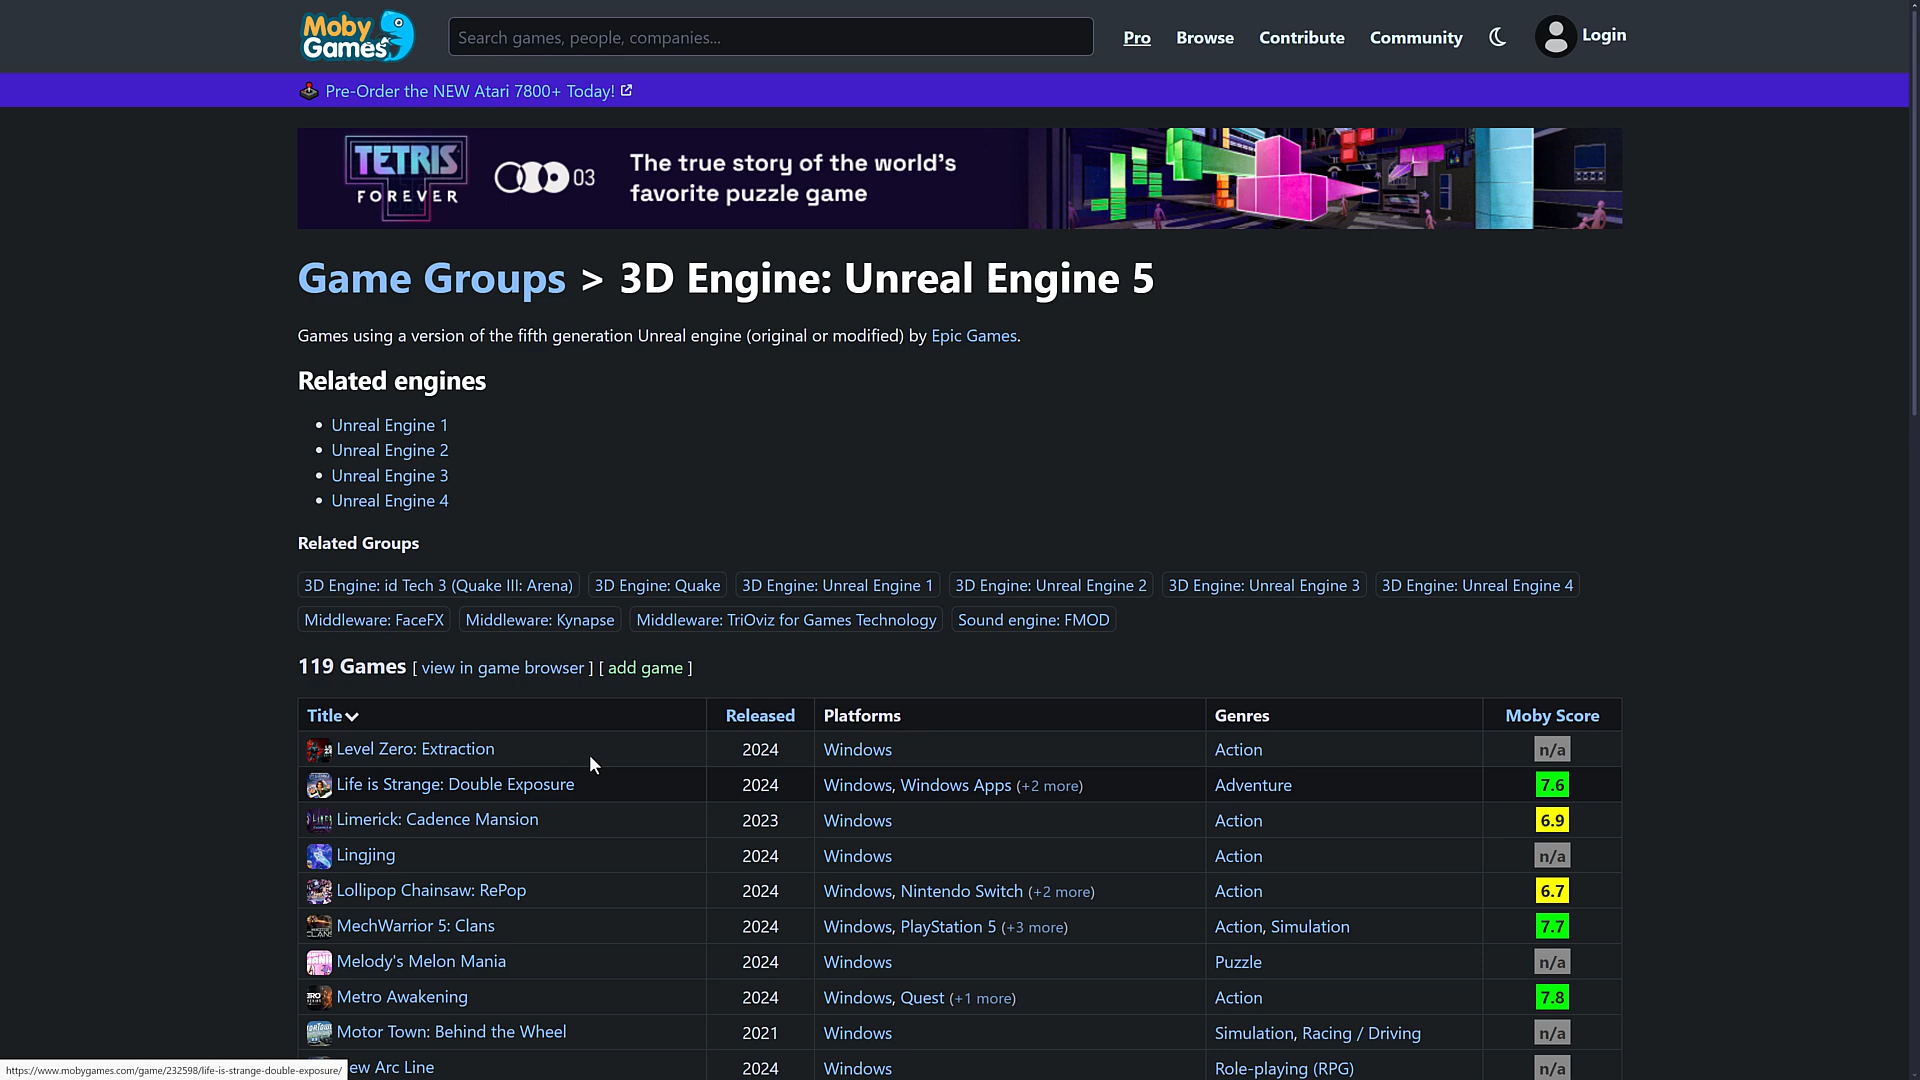 Moby
Games
Search games, people, companies...
Pro
Browse
Contribute
Community
Login
Pre-Order the NEW Atari 7800+ Today!
TETRIS
FOREVER
03
The true story of the world's
favorite puzzle game
Game Groups > 3D Engine: Unreal Engine 5
Games using a version of the fifth generation Unreal engine (original or modified) by Epic Games.
Related engines
• Unreal Engine 1
• Unreal Engine 2
• Unreal Engine 3
• Unreal Engine 4
Related Groups
3D Engine: id Tech 3 (Quake III: Arena) 3D Engine: Quake 3D Engine: Unreal Engine 1 3D Engine: Unreal Engine 2 3D Engine: Unreal Engine 3 3D Engine: Unreal Engine 4
Middleware: FaceFX Middleware: Kynapse Middleware: TriOviz for Games Technology Sound engine: FMOD
119 Games [ view in game browser ] [ add game ]
Title Released Platforms Genres Moby Score
Level Zero: Extraction 2024 Windows Action n/a
Life is Strange: Double Exposure 2024 Windows, Windows Apps (+2 more) Adventure 7.6
Limerick: Cadence Mansion 2023 Windows Action 6.9
Lingjing 2024 Windows Action n/a
Lollipop Chainsaw: RePop 2024 Windows, Nintendo Switch (+2 more) Action 6.7
MechWarrior 5: Clans 2024 Windows, PlayStation 5 (+3 more) Action, Simulation 7.7
Melody's Melon Mania 2024 Windows Puzzle n/a
Metro Awakening 2024 Windows, Quest (+1 more) Action 7.8
Motor Town: Behind the Wheel 2021 Windows Simulation, Racing / Driving n/a
ew Arc Line 2024 Windows Role-playing (RPG) n/a
https://www.mobygames.com/game/232598/life-is-strange-double-exposure/